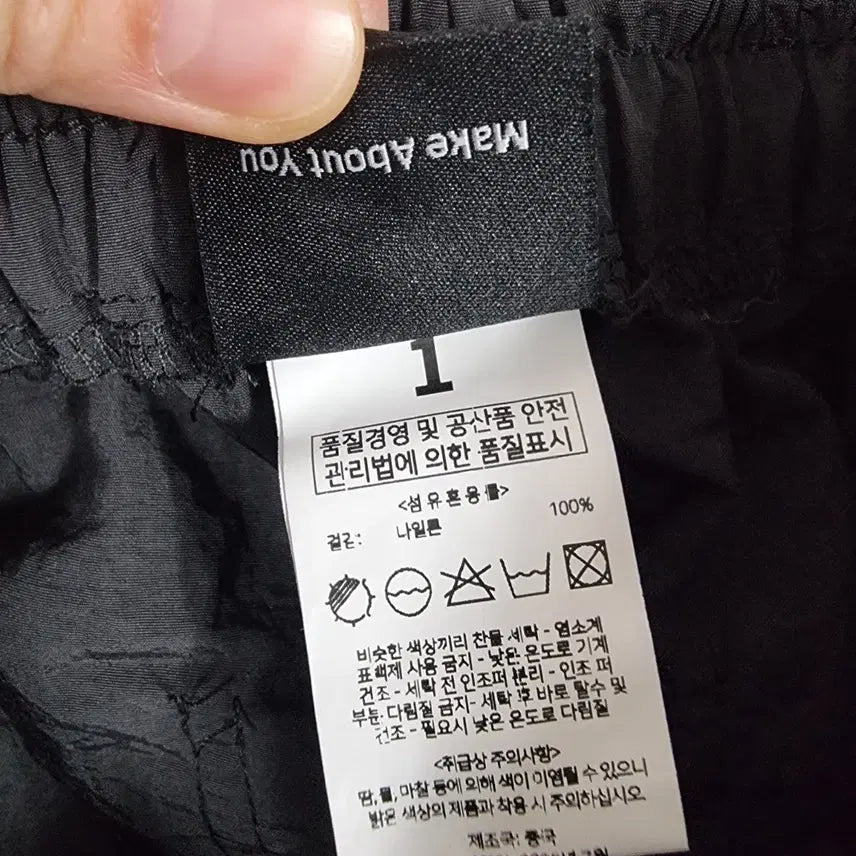 Make About You
1
품질경영 및 공산품 안전
관리법에 의한 품질표시
<섬유혼용률>
겉감: 나일론 100%
비슷한 색상끼리 찬물 세탁 - 염소계
표백제 사용 금지 - 낮은 온도로 기계
건조 - 세탁 전 인조퍼 분리 - 인조 퍼
부분 다림질 금지- 세탁 후 바로 탈수 및
건조 - 필요시 낮은 온도로 다림질
<취급상 주의사항>
땀,물, 마찰 등에 의해 색이 이염될 수 있으니
밝은 색상의 제품과 착용 시 주의하십시오
제조국: 중국